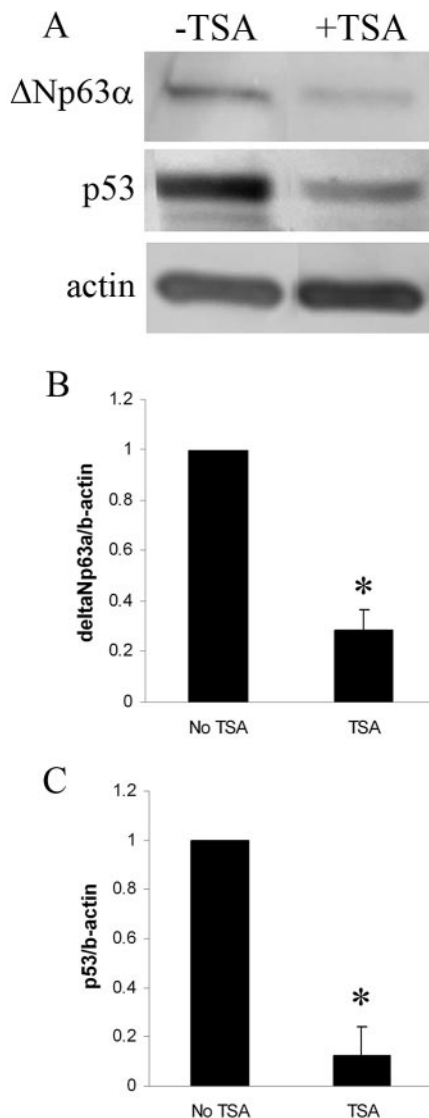 A
-TSA +TSA
ΔNp63α
p53
actin
B
1.2
1
0.8
0.6
0.4
0.2
0
deltaNp63a/b-actin
*
No TSA TSA
C
1.2
1
0.8
0.6
0.4
0.2
0
p53/b-actin
*
No TSA TSA